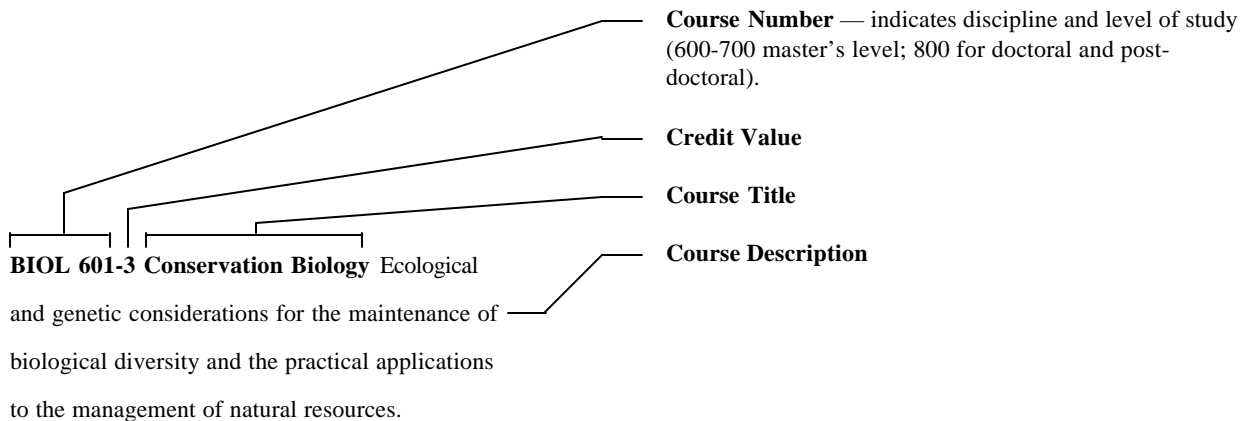 Course Number — indicates discipline and level of study
(600-700 master's level; 800 for doctoral and post-
doctoral).
Credit Value
Course Title
Course Description
BIOL 601-3 Conservation Biology Ecological
and genetic considerations for the maintenance of
biological diversity and the practical applications
to the management of natural resources.